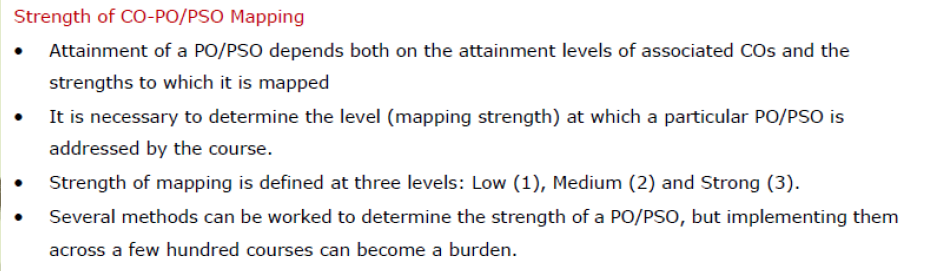 Strength of CO-PO/PSO Mapping
• Attainment of a PO/PSO depends both on the attainment levels of associated COs and the
strengths to which it is mapped
• It is necessary to determine the level (mapping strength) at which a particular PO/PSO is
addressed by the course.
• Strength of mapping is defined at three levels: Low (1), Medium (2) and Strong (3).
• Several methods can be worked to determine the strength of a PO/PSO, but implementing them
across a few hundred courses can become a burden.